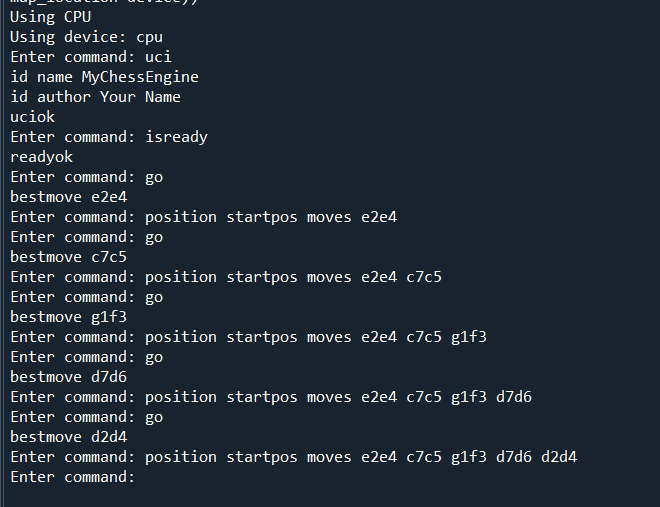 map_location=device))
Using CPU
Using device: cpu
Enter command: uci
id name MyChessEngine
id author Your Name
uciok
Enter command: isready
readyok
Enter command: go
bestmove e2e4
Enter command: position startpos moves e2e4
Enter command: go
bestmove c7c5
Enter command: position startpos moves e2e4 c7c5
Enter command: go
bestmove g1f3
Enter command: position startpos moves e2e4 c7c5 g1f3
Enter command: go
bestmove d7d6
Enter command: position startpos moves e2e4 c7c5 g1f3 d7d6
Enter command: go
bestmove d2d4
Enter command: position startpos moves e2e4 c7c5 g1f3 d7d6 d2d4
Enter command: